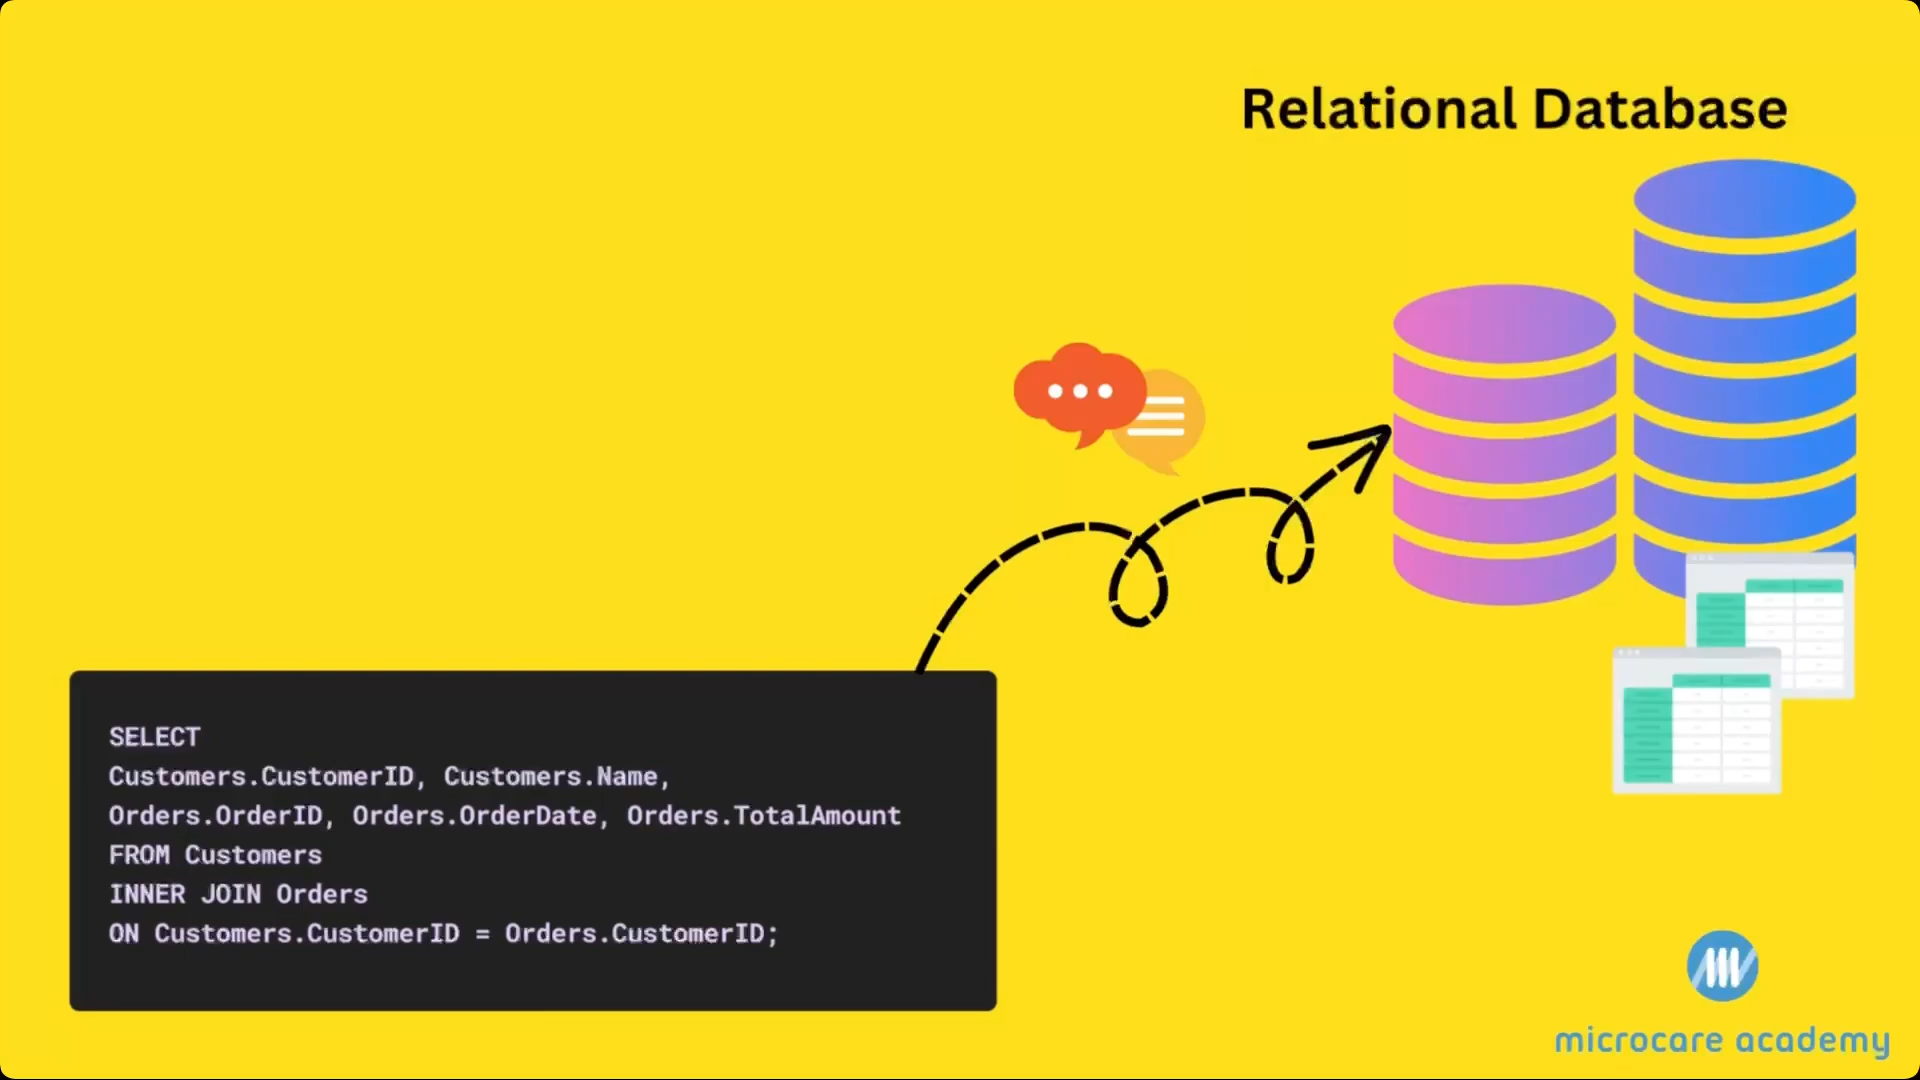 Relational Database
SELECT
Customers.CustomerID, Customers.Name,
Orders.OrderID, Orders.OrderDate, Orders.TotalAmount
FROM Customers
INNER JOIN Orders
ON Customers.CustomerID = Orders.CustomerID;
microcare academy